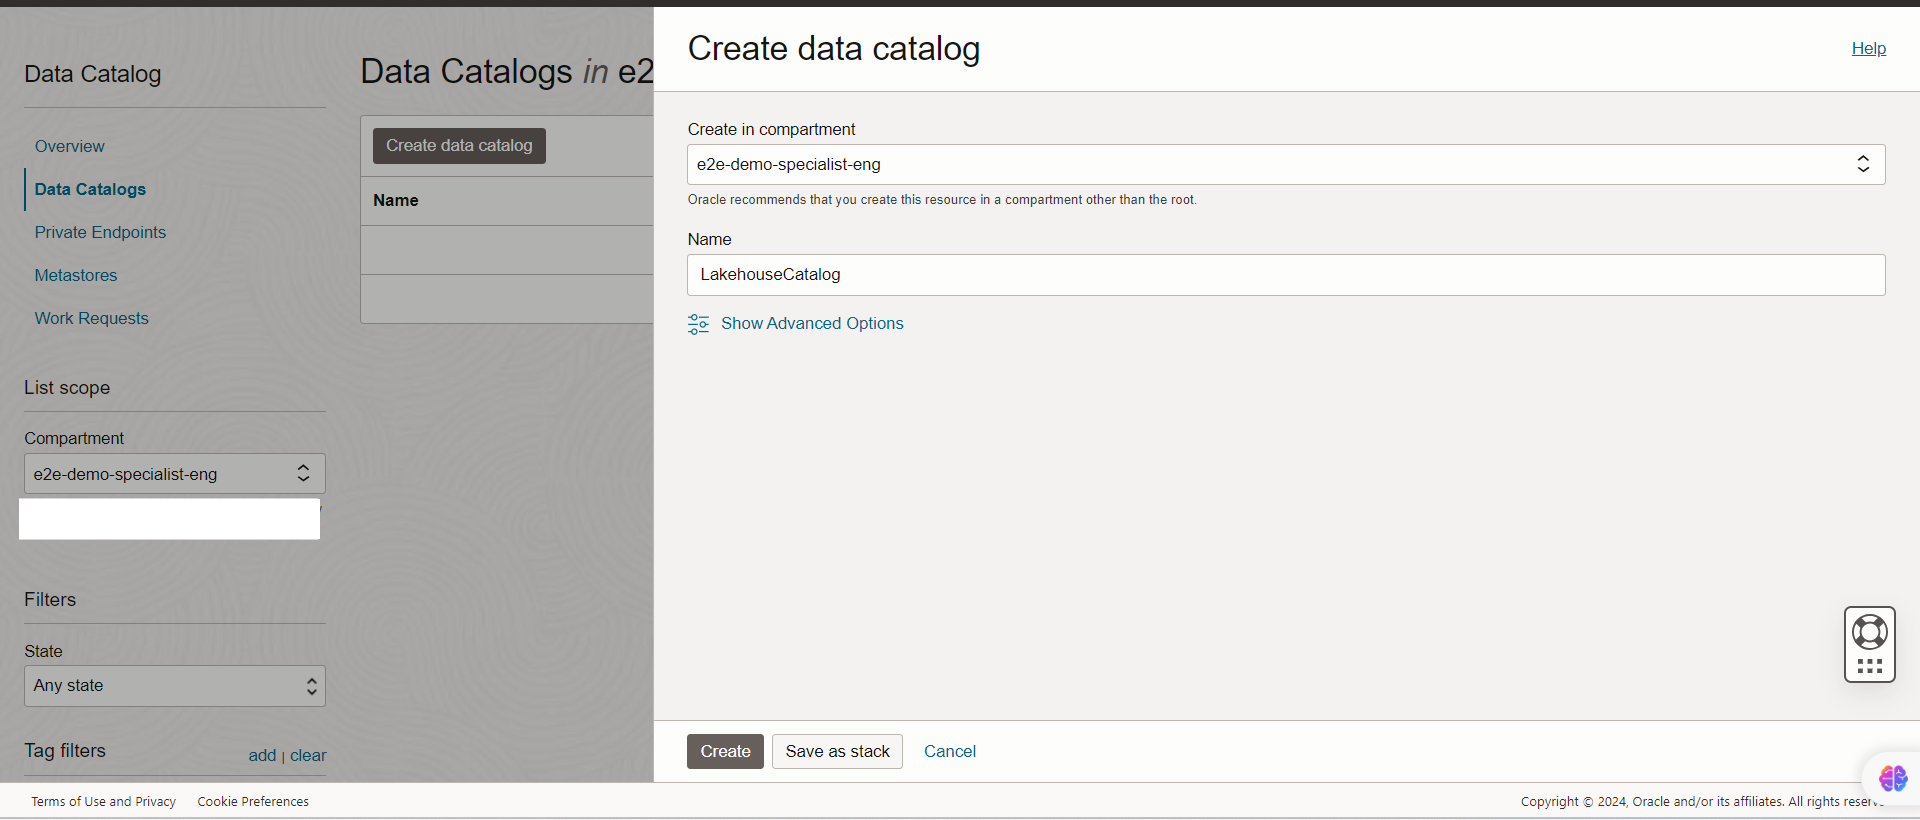 Data Catalog
Overview
Data Catalogs
Private Endpoints
Metastores
Work Requests
List scope
Compartment
e2e-demo-specialist-eng
Filters
State
Any state
Tag filters
add | clear
Data Catalogs in e2
Create data catalog
Name
Create data catalog
Help
Create in compartment
e2e-demo-specialist-eng
Oracle recommends that you create this resource in a compartment other than the root.
Name
LakehouseCatalog
Show Advanced Options
Create
Save as stack
Cancel
Terms of Use and Privacy
Cookie Preferences
Copyright © 2024, Oracle and/or its affiliates. All rights